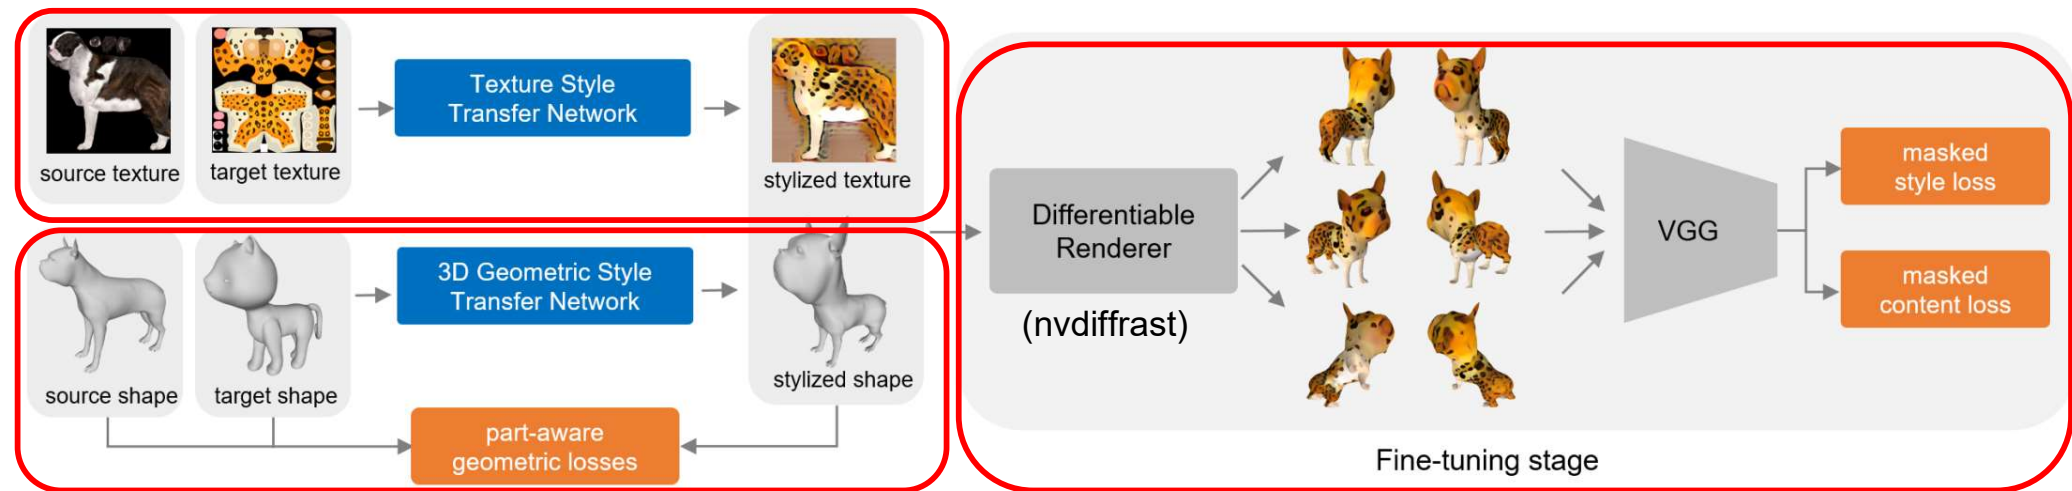 source texture
target texture
Texture Style
Transfer Network
stylized texture
source shape
target shape
3D Geometric Style
Transfer Network
stylized shape
part-aware
geometric losses
Differentiable
Renderer
(nvdiffrast)
VGG
masked
style loss
masked
content loss
Fine-tuning stage